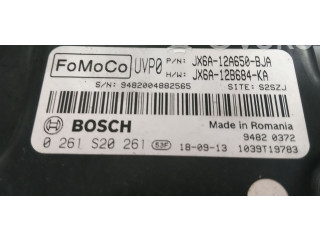 FoMoCo UVP0 P/N: JX6A-12A650-BJA
H/W: JX6A-12B684-KA
S/N: 9482004882565 SITE: S2SZJ
BOSCH Made in Romania
9482 0372
0 261 S20 261 53F 18-09-13 1039T19783